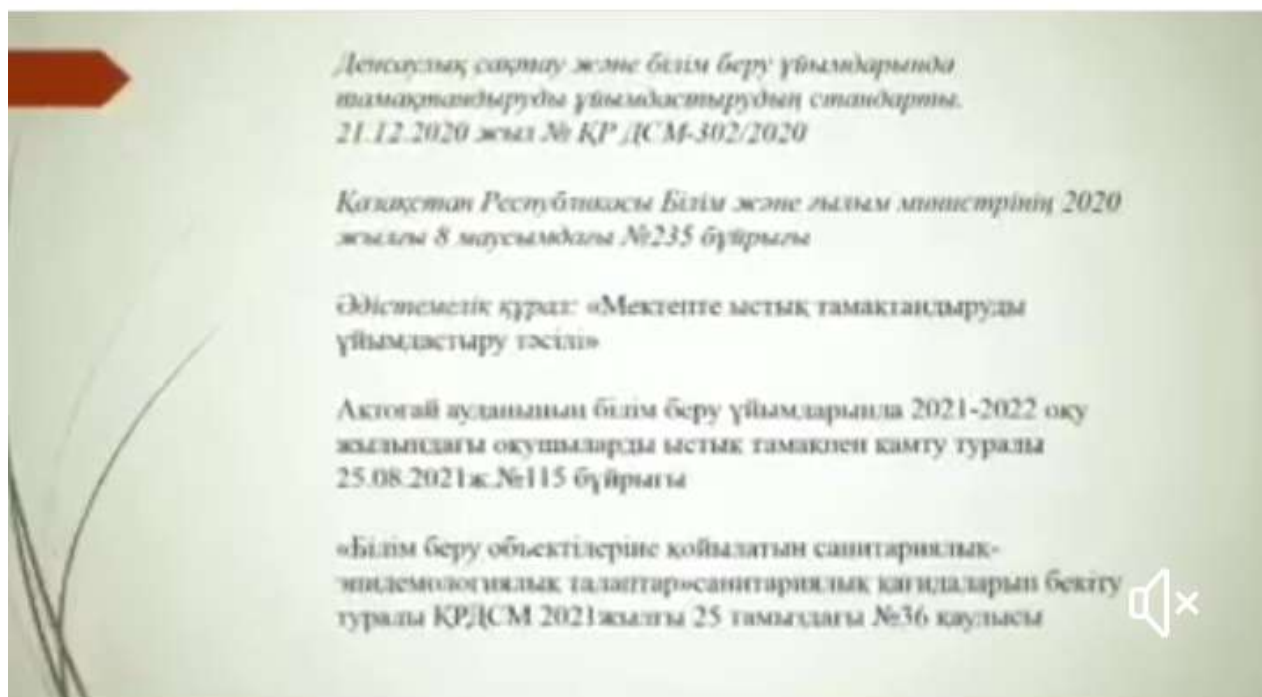 Денсаулық сақтау және білім беру ұйымдарында
тамақтандыруды ұйымдастырудың стандарты.
21.12.2020 жыл № ҚР ДСМ-302/2020
Қазақстан Республикасы Білім және ғылым министрінің 2020
жылғы 8 маусымдағы №235 бұйрығы
Әдістемелік құрал: «Мектепте ыстық тамақтандыруды
ұйымдастыру тәсілі»
Ақтоғай ауданының білім беру ұйымдарында 2021-2022 оқу
жылындағы оқушыларды ыстық тамақпен қамту туралы
25.08.2021ж.№115 бұйрығы
«Білім беру объектілеріне қойылатын санитариялық-
эпидемологиялық талаптар»санитариялық қағидаларын бекіту
туралы ҚРДСМ 2021жылғы 25 тамыздағы №36 қаулысы